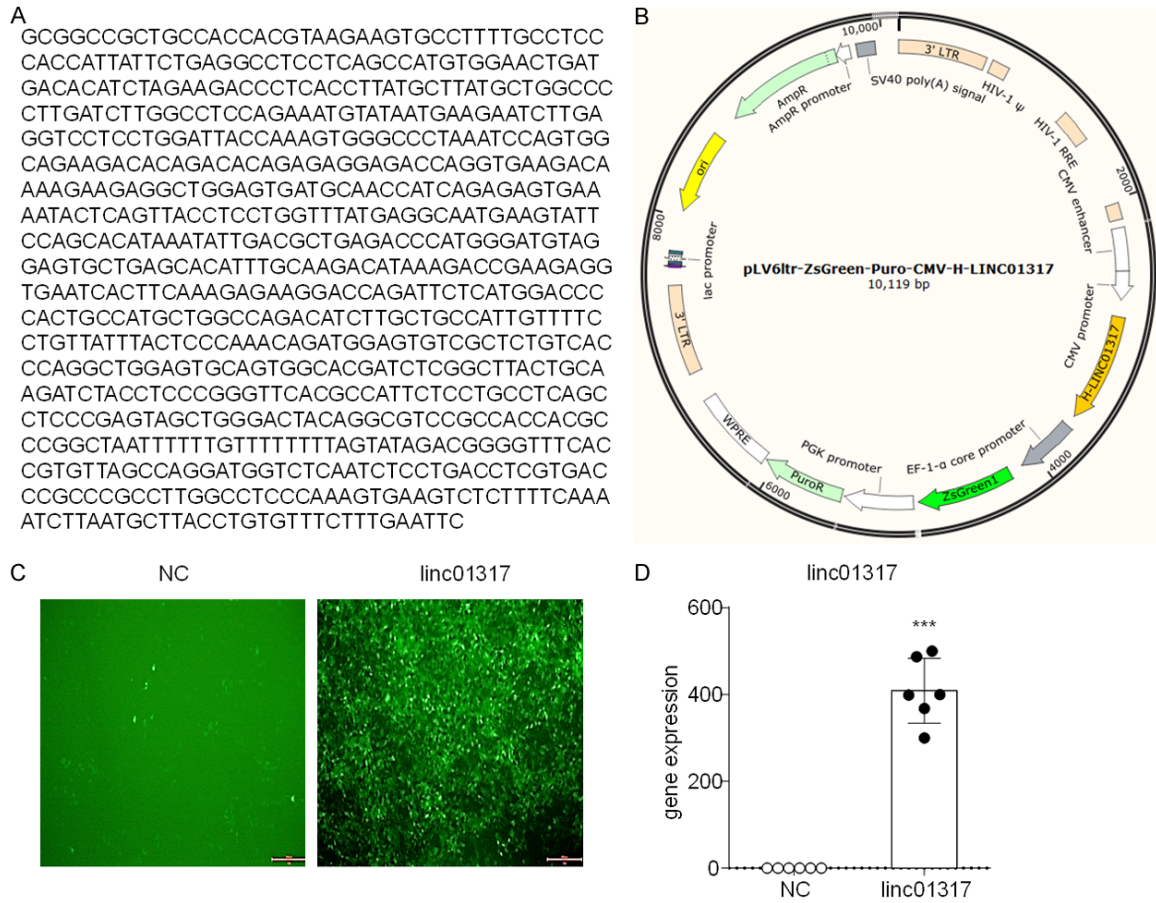 A
GCGGCCGCTGCCACCACGTAAGAAGTGCCTTTTGCCTCC
CACCATTATTCTGAGGCCTCCTCAGCCATGTGGAACTGAT
GACACATCTAGAAGACCCTCACCTTATGCTTATGCTGGCCC
CTTGATCTTGGCCTCCAGAAATGTATAATGAAGAATCTTGA
GGTCCTCCTGGATTACCAAAGTGGGCCCTAAATCCAGTGG
CAGAAGACACAGACACAGAGAGGAGACCAGGTGAAGACA
AAAGAAGAGGCTGGAGTGATGCAACCATCAGAGAGTGAA
AATACTCAGTTACCTCCTGGTTTATGAGGCAATGAAGTATT
CCAGCACATAAATATTGACGCTGAGACCCATGGGATGTAG
GAGTGCTGAGCACATTTGCAAGACATAAAGACCGAAGAGG
TGAATCACTTCAAAGAGAAGGACCAGATTCTCATGGACCC
CACTGCCATGCTGGCCAGACATCTTGCTGCCATTGTTTTC
CTGTTATTTACTCCCAAACAGATGGAGTGTCGCTCTGTCAC
CCAGGCTGGAGTGCAGTGGCACGATCTCGGCTTACTGCA
AGATCTACCTCCCGGGTTCACGCCATTCTCCTGCCTCAGC
CTCCCGAGTAGCTGGGACTACAGGCGTCCGCCACCACGC
CCGGCTAATTTTTTGTTTTTTTTAGTATAGACGGGGTTTCAC
CGTGTTAGCCAGGATGGTCTCAATCTCCTGACCTCGTGAC
CCGCCCGCCTTGGCCTCCCAAAGTGAAGTCTCTTTTCAAA
ATCTTAATGCTTACCTGTGTTTCTTTGAATTC
B
10,000
3' LTR
HIV-1 ψ
SV40 poly(A) signal
AmpR
AmpR promoter
HIV-1 RRE
2000
CMV enhancer
ori
8000
lac promoter
pLV6ltr-ZsGreen-Puro-CMV-H-LINC01317
10,119 bp
CMV promoter
3' LTR
H-LINC01317
WPRE
PGK promoter
EF-1-α core promoter
4000
PuroR
6000
ZsGreen1
C
NC
linc01317
D
linc01317
gene expression
600
400
200
0
***
NC
linc01317